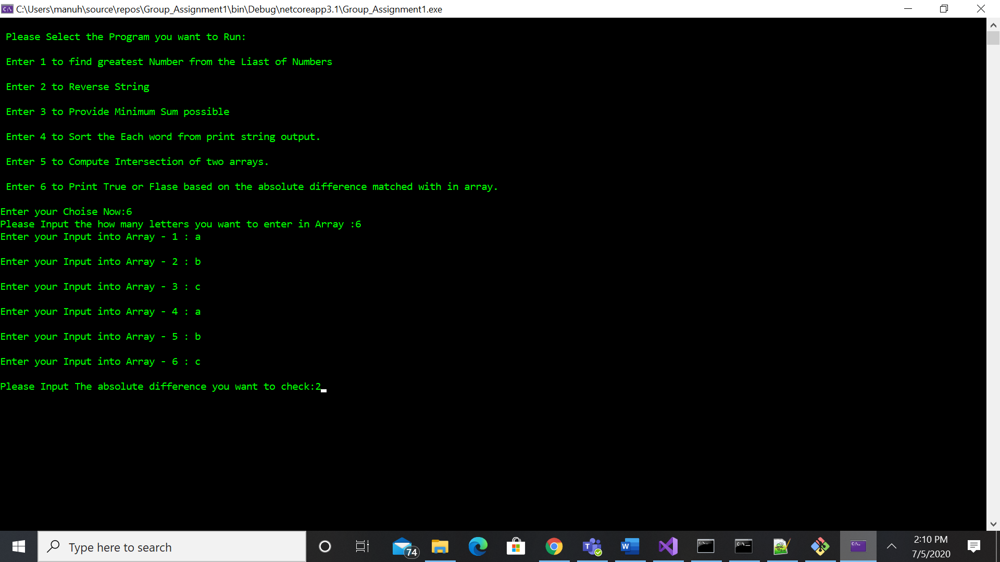 C:\Users\manuh\source\repos\Group_Assignment1\bin\Debug\netcoreapp3.1\Group_Assignment1.exe
Please Select the Program you want to Run:
Enter 1 to find greatest Number from the Liast of Numbers
Enter 2 to Reverse String
Enter 3 to Provide Minimum Sum possible
Enter 4 to Sort the Each word from print string output.
Enter 5 to Compute Intersection of two arrays.
Enter 6 to Print True or Flase based on the absolute difference matched with in array.
Enter your Choise Now:6
Please Input the how many letters you want to enter in Array :6
Enter your Input into Array - 1 : a
Enter your Input into Array - 2 : b
Enter your Input into Array - 3 : c
Enter your Input into Array - 4 : a
Enter your Input into Array - 5 : b
Enter your Input into Array - 6 : c
Please Input The absolute difference you want to check:2
Type here to search
74
2:10 PM
7/5/2020